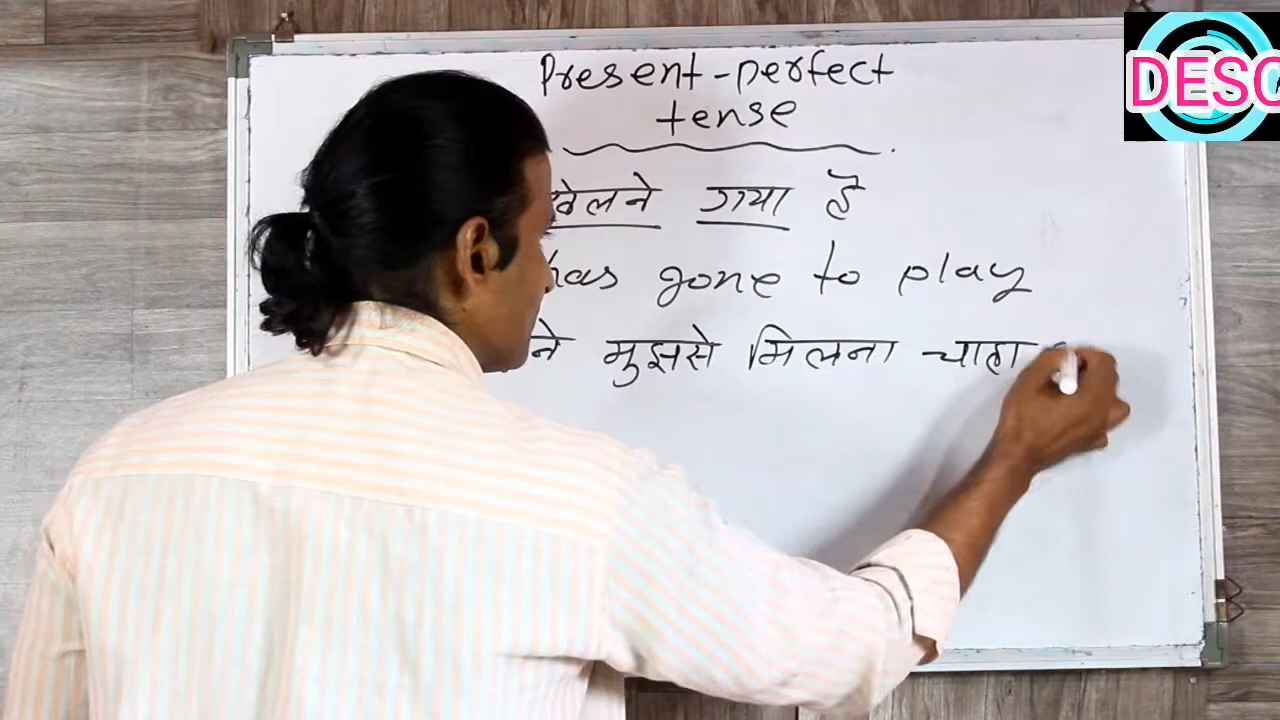 Present-perfect
tense
खेलने गया है
has gone to play
ने मुझसे मिलना चाहा
DESC